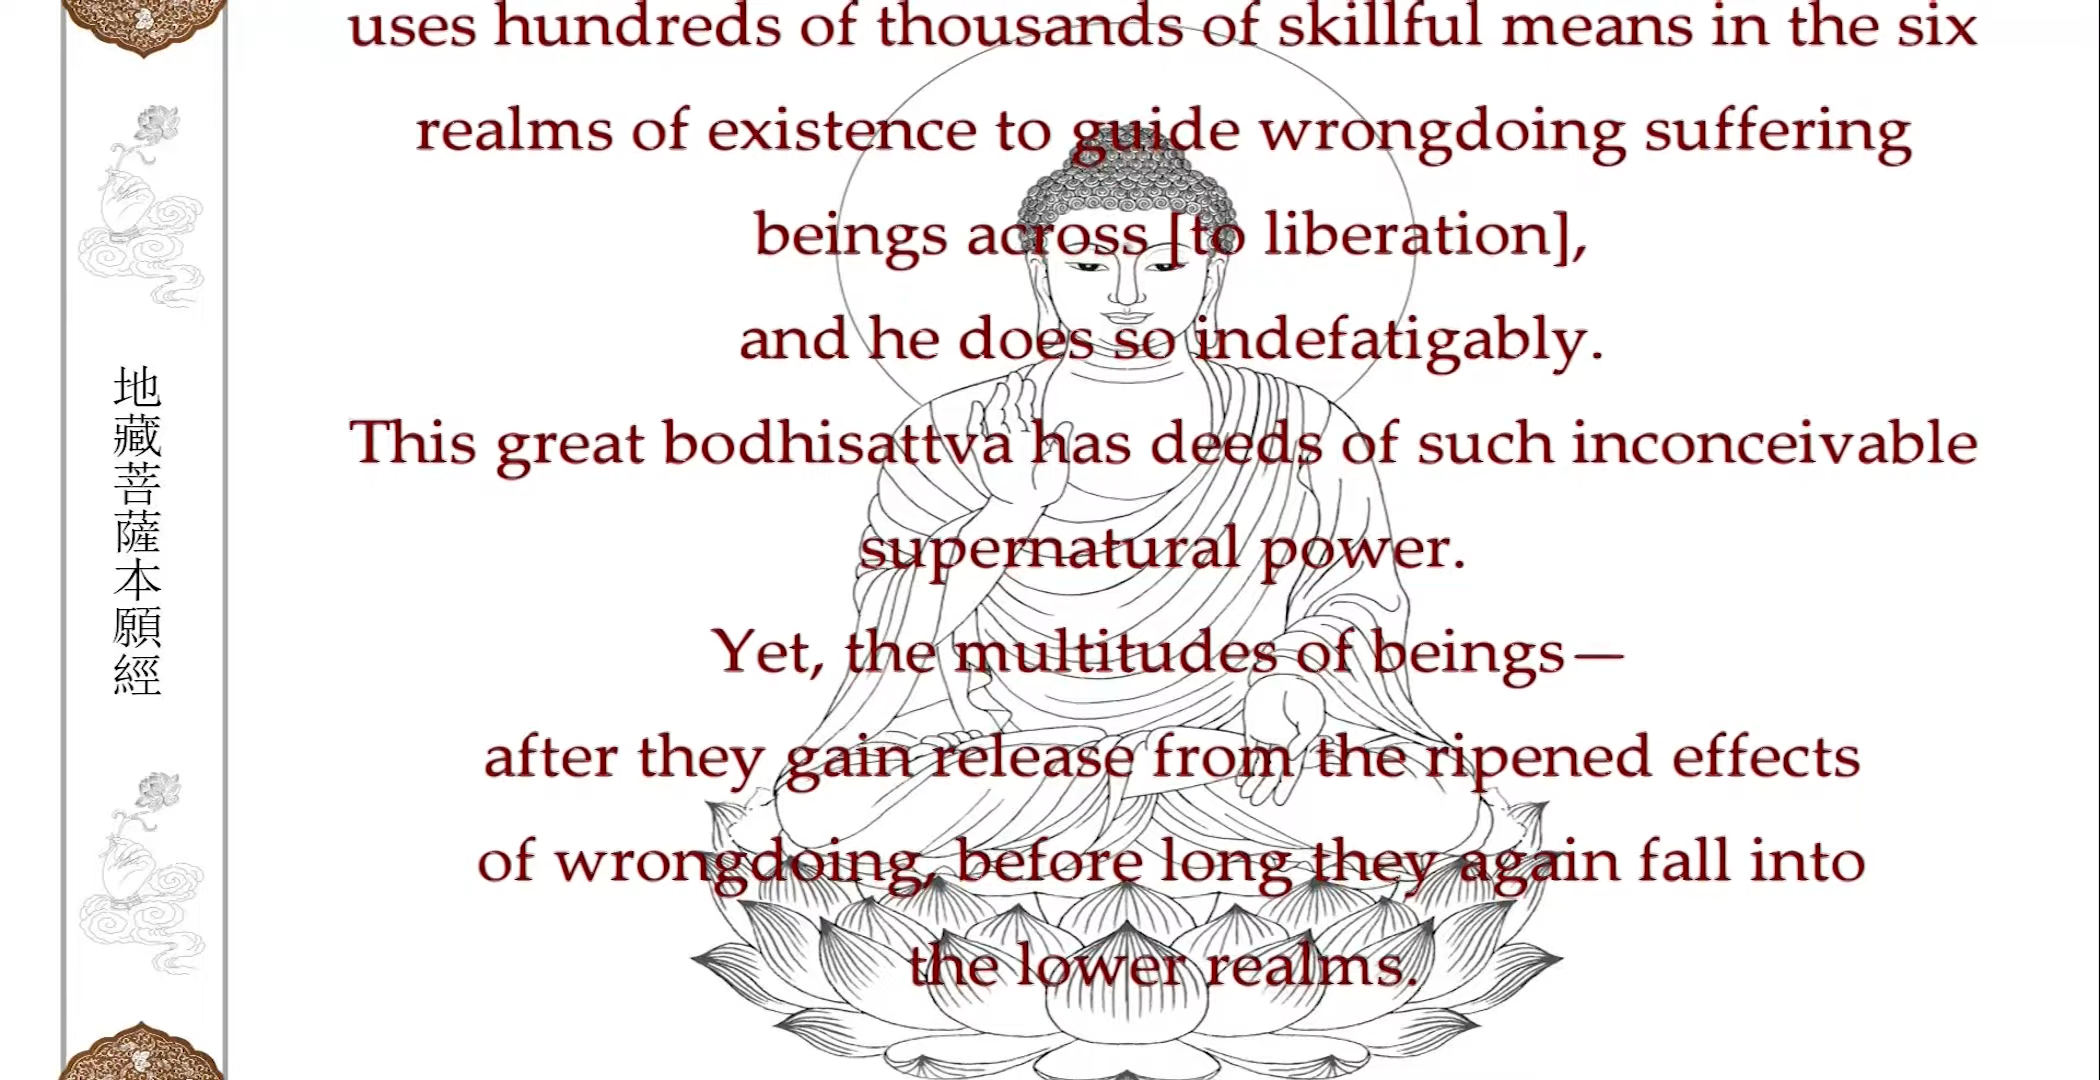 uses hundreds of thousands of skillful means in the six
realms of existence to guide wrongdoing suffering
beings across [to liberation],
and he does so indefatigably.
This great bodhisattva has deeds of such inconceivable
supernatural power.
Yet, the multitudes of beings—
after they gain release from the ripened effects
of wrongdoing, before long they again fall into
the lower realms.
地藏菩薩本願經